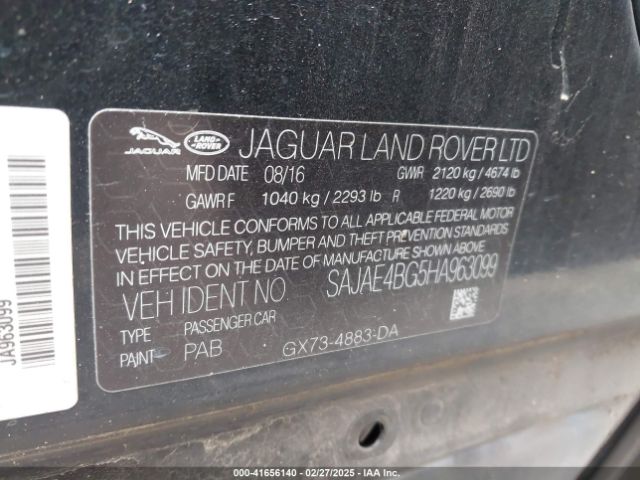 JAGUAR
LAND ROVER
JAGUAR LAND ROVER LTD
MFD DATE 08/16 GVWR 2120 kg / 4674 lb
GAWR F 1040 kg / 2293 lb R 1220 kg / 2690 lb
THIS VEHICLE CONFORMS TO ALL APPLICABLE FEDERAL MOTOR
VEHICLE SAFETY, BUMPER AND THEFT PREVENTION STANDARDS
IN EFFECT ON THE DATE OF MANUFACTURE SHOWN ABOVE
VEH IDENT NO SAJAE4BG5HA963099
TYPE PASSENGER CAR
PAINT PAB GX73-4883-DA
JA963099
000-41656140 - 02/27/2025 - IAAI.COM